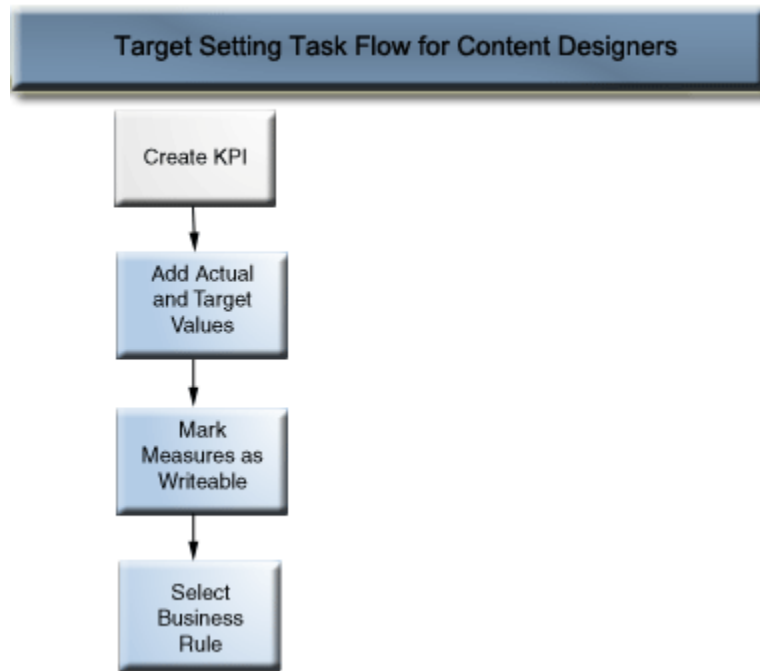 Target Setting Task Flow for Content Designers
Create KPI
Add Actual
and Target
Values
Mark
Measures as
Writeable
Select
Business
Rule